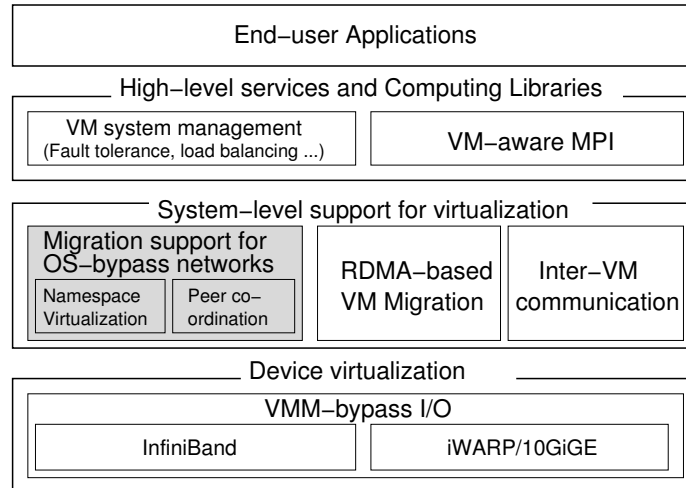 End−user Applications
High−level services and Computing Libraries
VM system management
(Fault tolerance, load balancing ...)
VM−aware MPI
System−level support for virtualization
Migration support for
OS−bypass networks
Namespace
Virtualization
Peer co−
ordination
RDMA−based
VM Migration
Inter−VM
communication
Device virtualization
VMM−bypass I/O
InfiniBand
iWARP/10GiGE